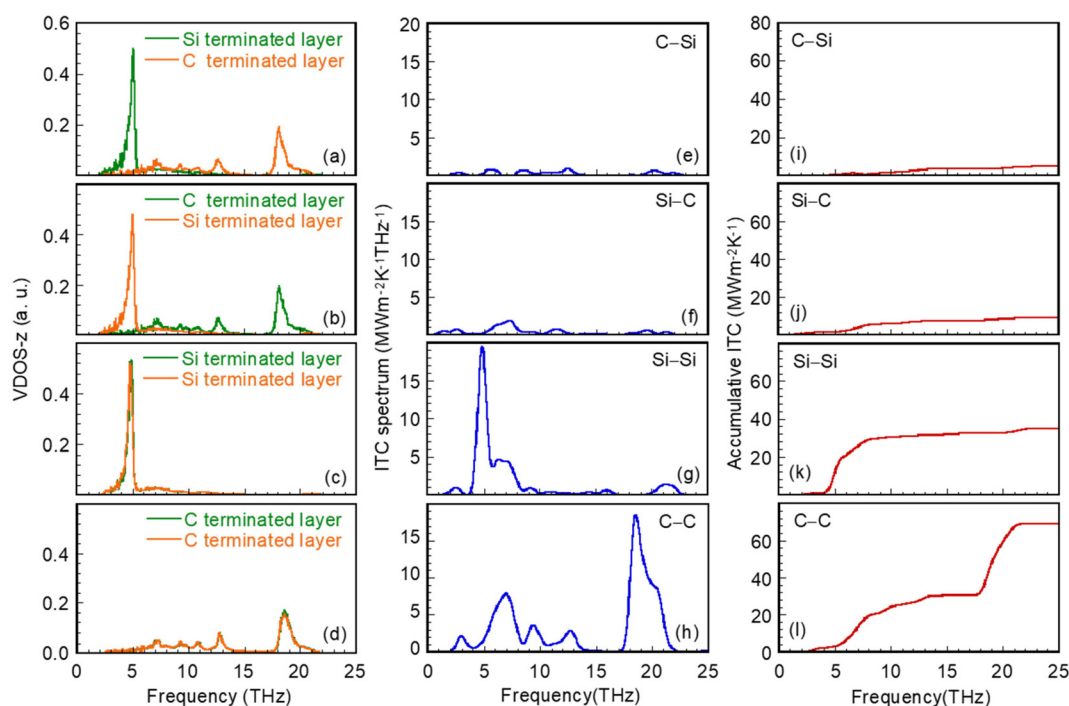 VDOS-z (a. u.)
0.6
0.4
0.2
Si terminated layer
C terminated layer
(a)
0.4
0.2
C terminated layer
Si terminated layer
(b)
0.4
0.2
Si terminated layer
Si terminated layer
(c)
0.4
0.2
C terminated layer
C terminated layer
(d)
0 5 10 15 20 25
Frequency (THz)
ITC spectrum (MWm-2K-1THz-1)
20
15
10
5
C–Si
(e)
15
10
5
Si–C
(f)
15
10
5
Si–Si
(g)
15
10
5
C–C
(h)
0 5 10 15 20 25
Frequency(THz)
Accumulative ITC (MWm-2K-1)
80
60
40
20
C–Si
(i)
60
40
20
Si–C
(j)
60
40
20
Si–Si
(k)
60
40
20
0
C–C
(l)
0 5 10 15 20 25
Frequency(THz)